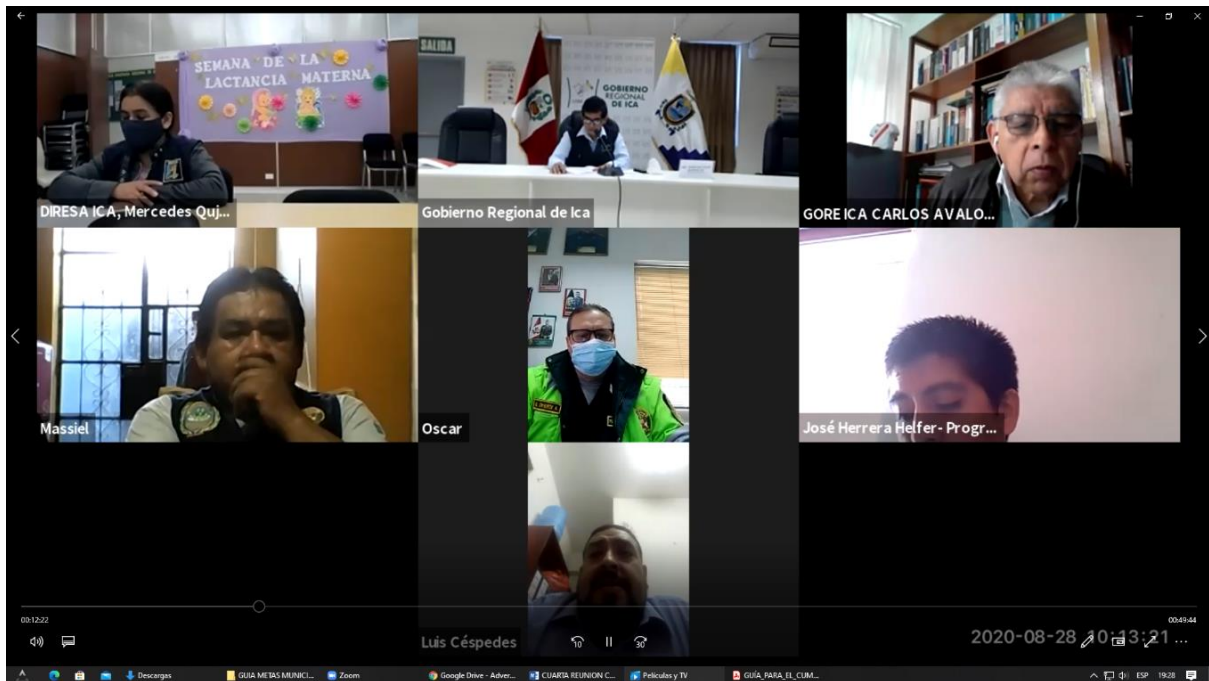 SALIDA
SEMANA DE LA
LACTANCIA MATERNA
GOBIERNO
REGIONAL
DE ICA
DIRESA ICA, Mercedes Quj...
Gobierno Regional de Ica
GORE ICA CARLOS AVALO...
Massiel
Oscar
José Herrera Helfer- Progr...
Luis Céspedes
00:12:22
00:49:44
10
30
2020-08-28 10:13:21
Descargas
GUIA METAS MUNICI...
Zoom
Google Drive - Adver...
CUARTA REUNION C...
Películas y TV
GUÍA_PARA_EL_CUM...
ESP
19:28